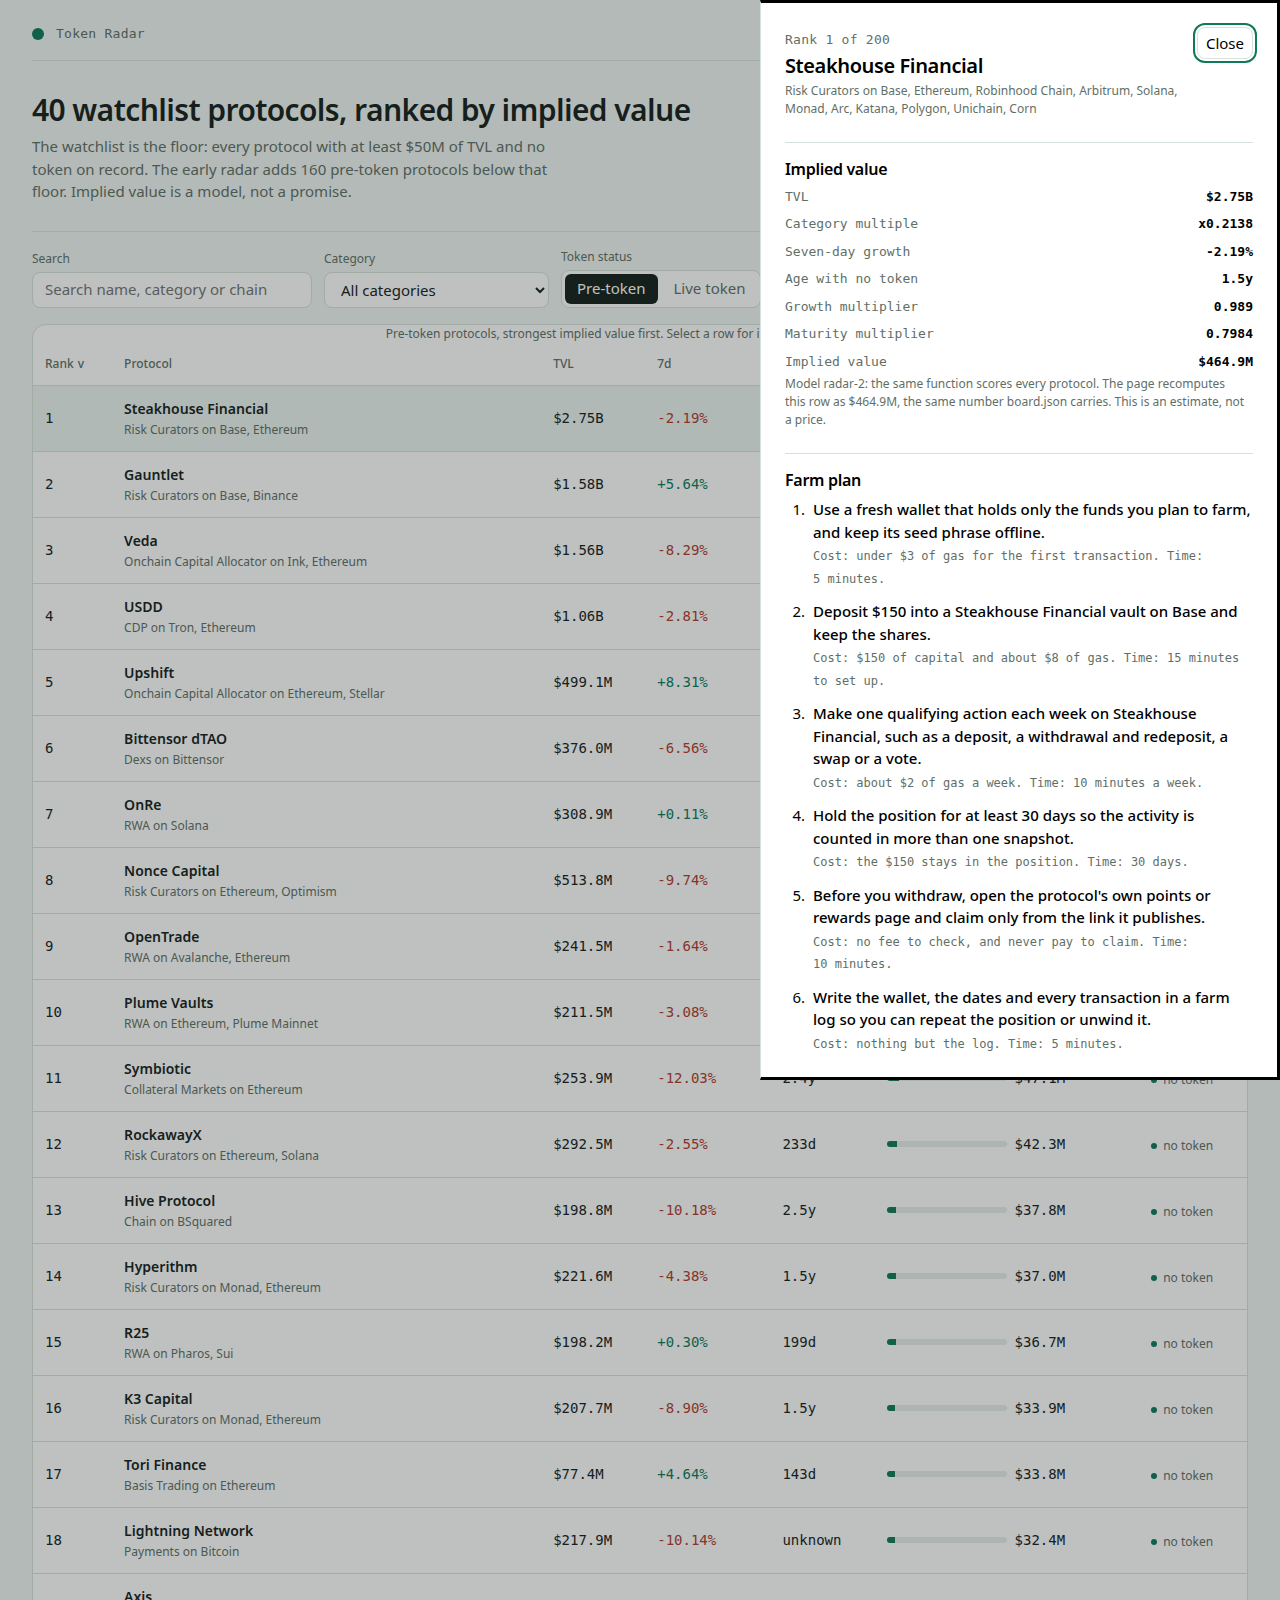 Token Radar
40 watchlist protocols, ranked by implied value
The watchlist is the floor: every protocol with at least $50M of TVL and no
token on record. The early radar adds 160 pre-token protocols below that
floor. Implied value is a model, not a promise.
Search
Category
Token status
Search name, category or chain
All categories
Pre-token
Live token
Pre-token protocols, strongest implied value first. Select a row for i
Rank v Protocol TVL 7d
1 Steakhouse Financial $2.75B -2.19%
Risk Curators on Base, Ethereum
2 Gauntlet $1.58B +5.64%
Risk Curators on Base, Binance
3 Veda $1.56B -8.29%
Onchain Capital Allocator on Ink, Ethereum
4 USDD $1.06B -2.81%
CDP on Tron, Ethereum
5 Upshift $499.1M +8.31%
Onchain Capital Allocator on Ethereum, Stellar
6 Bittensor dTAO $376.0M -6.56%
Dexs on Bittensor
7 OnRe $308.9M +0.11%
RWA on Solana
8 Nonce Capital $513.8M -9.74%
Risk Curators on Ethereum, Optimism
9 OpenTrade $241.5M -1.64%
RWA on Avalanche, Ethereum
10 Plume Vaults $211.5M -3.08%
RWA on Ethereum, Plume Mainnet
11 Symbiotic $253.9M -12.03% 2.4y $47.1M no token
Collateral Markets on Ethereum
12 RockawayX $292.5M -2.55% 233d $42.3M no token
Risk Curators on Ethereum, Solana
13 Hive Protocol $198.8M -10.18% 2.5y $37.8M no token
Chain on BSquared
14 Hyperithm $221.6M -4.38% 1.5y $37.0M no token
Risk Curators on Monad, Ethereum
15 R25 $198.2M +0.30% 199d $36.7M no token
RWA on Pharos, Sui
16 K3 Capital $207.7M -8.90% 1.5y $33.9M no token
Risk Curators on Monad, Ethereum
17 Tori Finance $77.4M +4.64% 143d $33.8M no token
Basis Trading on Ethereum
18 Lightning Network $217.9M -10.14% unknown $32.4M no token
Payments on Bitcoin
Axis
Rank 1 of 200
Close
Steakhouse Financial
Risk Curators on Base, Ethereum, Robinhood Chain, Arbitrum, Solana,
Monad, Arc, Katana, Polygon, Unichain, Corn
Implied value
TVL $2.75B
Category multiple x0.2138
Seven-day growth -2.19%
Age with no token 1.5y
Growth multiplier 0.989
Maturity multiplier 0.7984
Implied value $464.9M
Model radar-2: the same function scores every protocol. The page recomputes
this row as $464.9M, the same number board.json carries. This is an estimate, not
a price.
Farm plan
1. Use a fresh wallet that holds only the funds you plan to farm,
and keep its seed phrase offline.
Cost: under $3 of gas for the first transaction. Time:
5 minutes.
2. Deposit $150 into a Steakhouse Financial vault on Base and
keep the shares.
Cost: $150 of capital and about $8 of gas. Time: 15 minutes
to set up.
3. Make one qualifying action each week on Steakhouse
Financial, such as a deposit, a withdrawal and redeposit, a
swap or a vote.
Cost: about $2 of gas a week. Time: 10 minutes a week.
4. Hold the position for at least 30 days so the activity is
counted in more than one snapshot.
Cost: the $150 stays in the position. Time: 30 days.
5. Before you withdraw, open the protocol's own points or
rewards page and claim only from the link it publishes.
Cost: no fee to check, and never pay to claim. Time:
10 minutes.
6. Write the wallet, the dates and every transaction in a farm
log so you can repeat the position or unwind it.
Cost: nothing but the log. Time: 5 minutes.